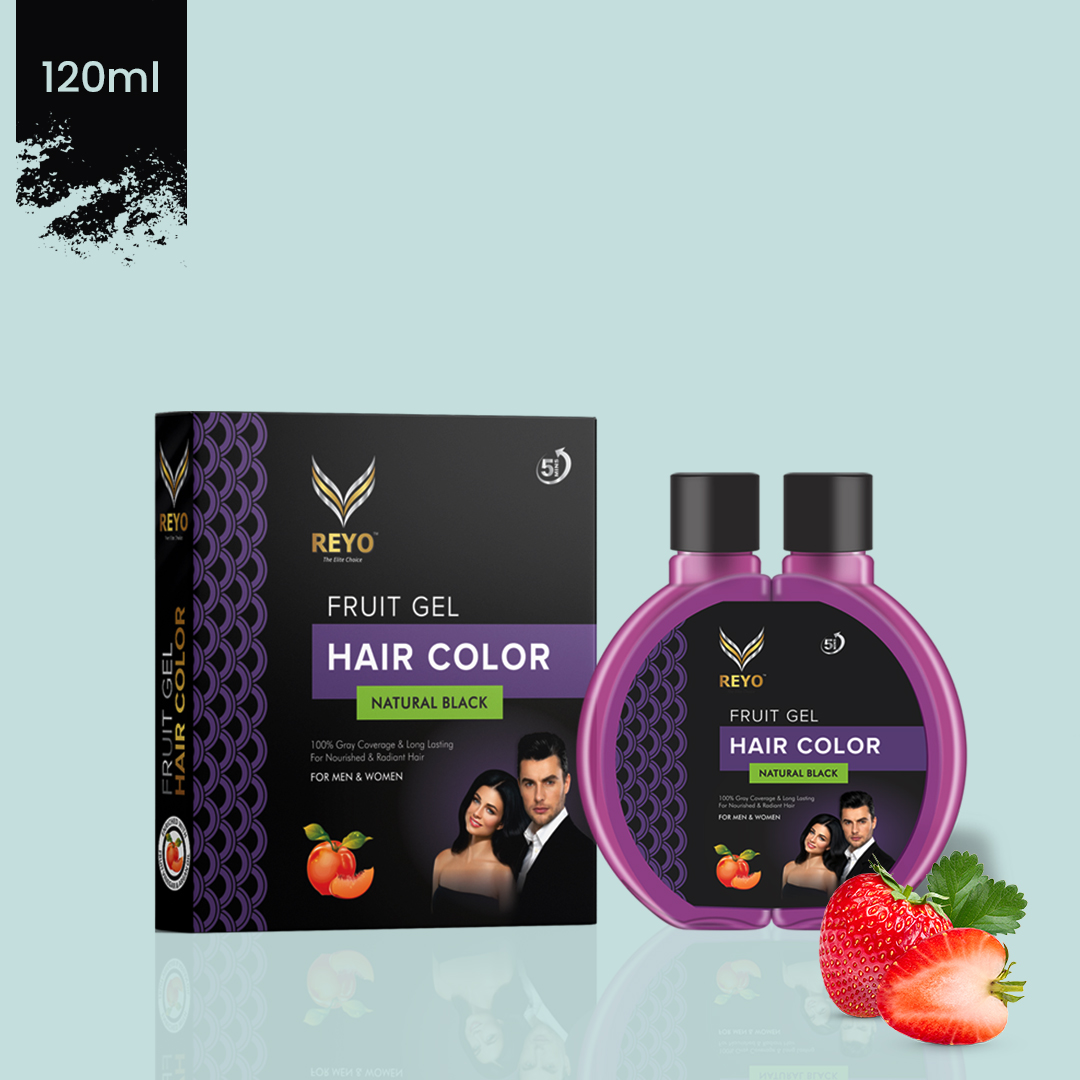 120ml
5
MIN'S
REYO™
The Elite Choice
FRUIT GEL
HAIR COLOR
NATURAL BLACK
100% Gray Coverage & Long Lasting
For Nourished & Radiant Hair
FOR MEN & WOMEN
REYO
FRUIT GEL
HAIR COLOR
5
REYO
FRUIT GEL
HAIR COLOR
NATURAL BLACK
100% Gray Coverage & Long Lasting
For Nourished & Radiant Hair
FOR MEN & WOMEN